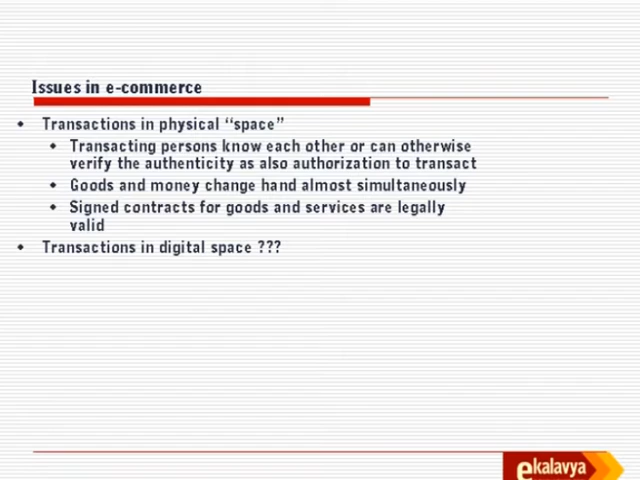 Issues in e-commerce
• Transactions in physical “space”
• Transacting persons know each other or can otherwise
verify the authenticity as also authorization to transact
• Goods and money change hand almost simultaneously
• Signed contracts for goods and services are legally
valid
• Transactions in digital space ???
ekalavya